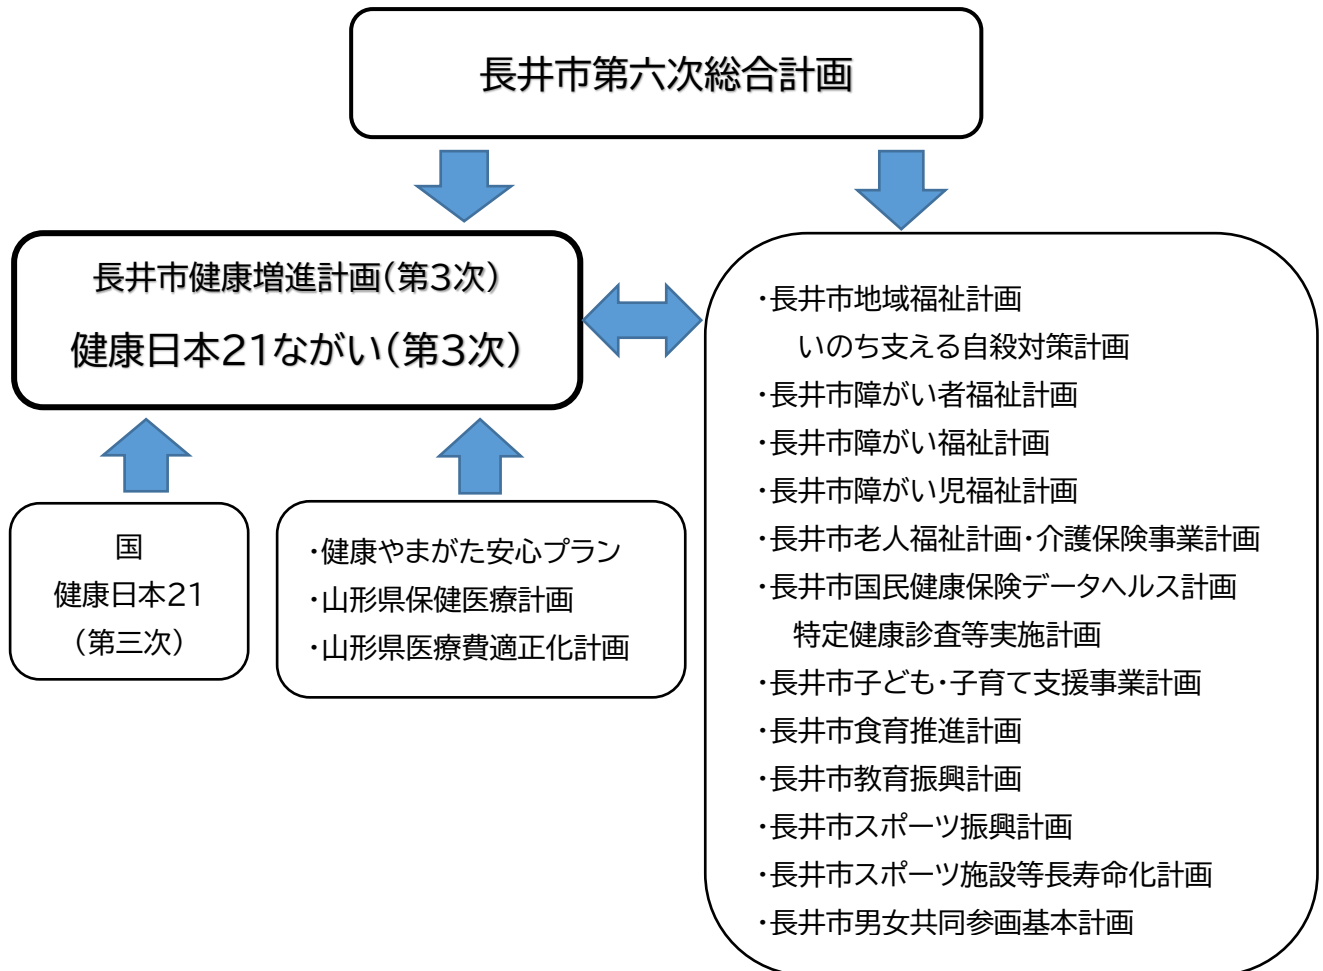 長井市第六次総合計画
長井市健康増進計画(第3次)
健康日本21ながい(第3次)
国
健康日本21
(第三次)
・健康やまがた安心プラン
・山形県保健医療計画
・山形県医療費適正化計画
・長井市地域福祉計画
いのち支える自殺対策計画
・長井市障がい者福祉計画
・長井市障がい福祉計画
・長井市障がい児福祉計画
・長井市老人福祉計画・介護保険事業計画
・長井市国民健康保険データヘルス計画
特定健康診査等実施計画
・長井市子ども・子育て支援事業計画
・長井市食育推進計画
・長井市教育振興計画
・長井市スポーツ振興計画
・長井市スポーツ施設等長寿命化計画
・長井市男女共同参画基本計画